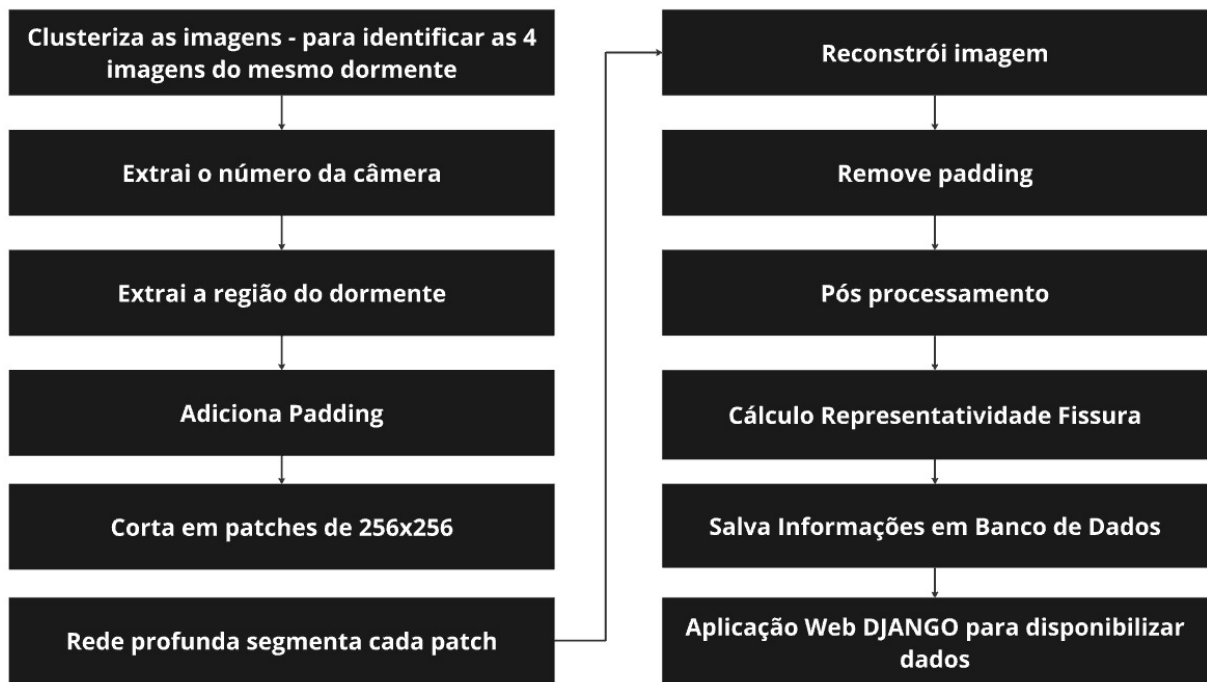 Clusteriza as imagens - para identificar as 4
imagens do mesmo dormente
Extrai o número da câmera
Extrai a região do dormente
Adiciona Padding
Corta em patches de 256x256
Rede profunda segmenta cada patch
Reconstrói imagem
Remove padding
Pós processamento
Cálculo Representatividade Fissura
Salva Informações em Banco de Dados
Aplicação Web DJANGO para disponibilizar
dados